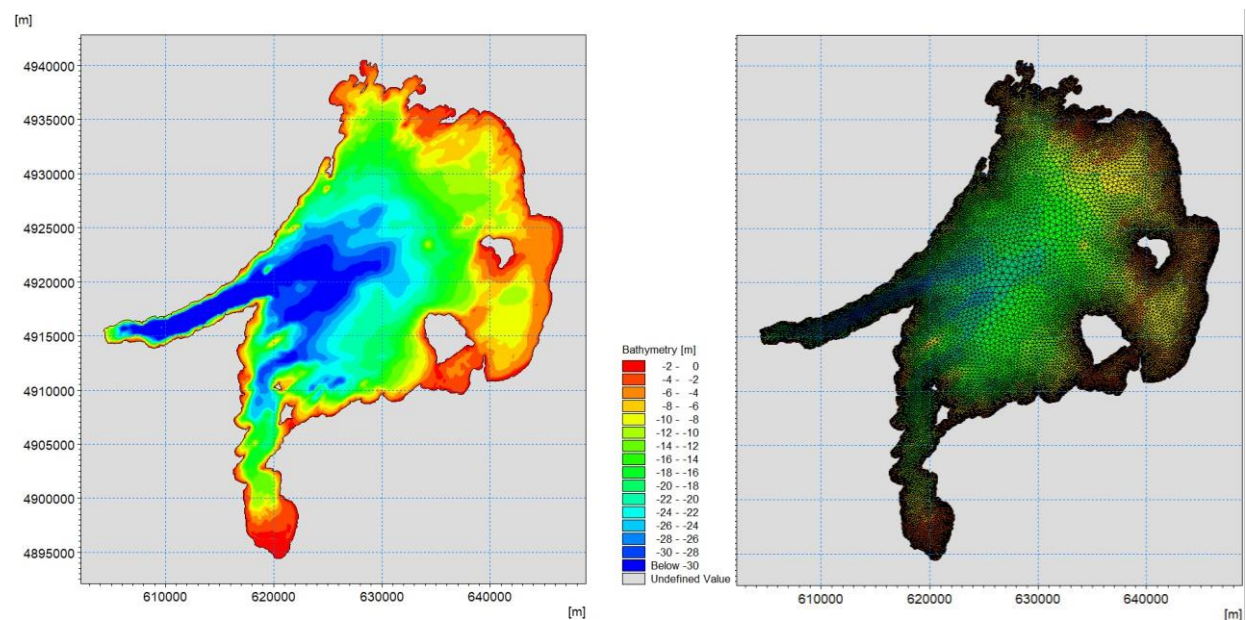 [m]
4940000
4935000
4930000
4925000
4920000
4915000
4910000
4905000
4900000
4895000
610000 620000 630000 640000
[m]
Bathymetry [m]
-2 - 0
-4 - -2
-6 - -4
-8 - -6
-10 - -8
-12 - -10
-14 - -12
-16 - -14
-18 - -16
-20 - -18
-22 - -20
-24 - -22
-26 - -24
-28 - -26
-30 - -28
Below -30
Undefined Value
610000 620000 630000 640000
[m]